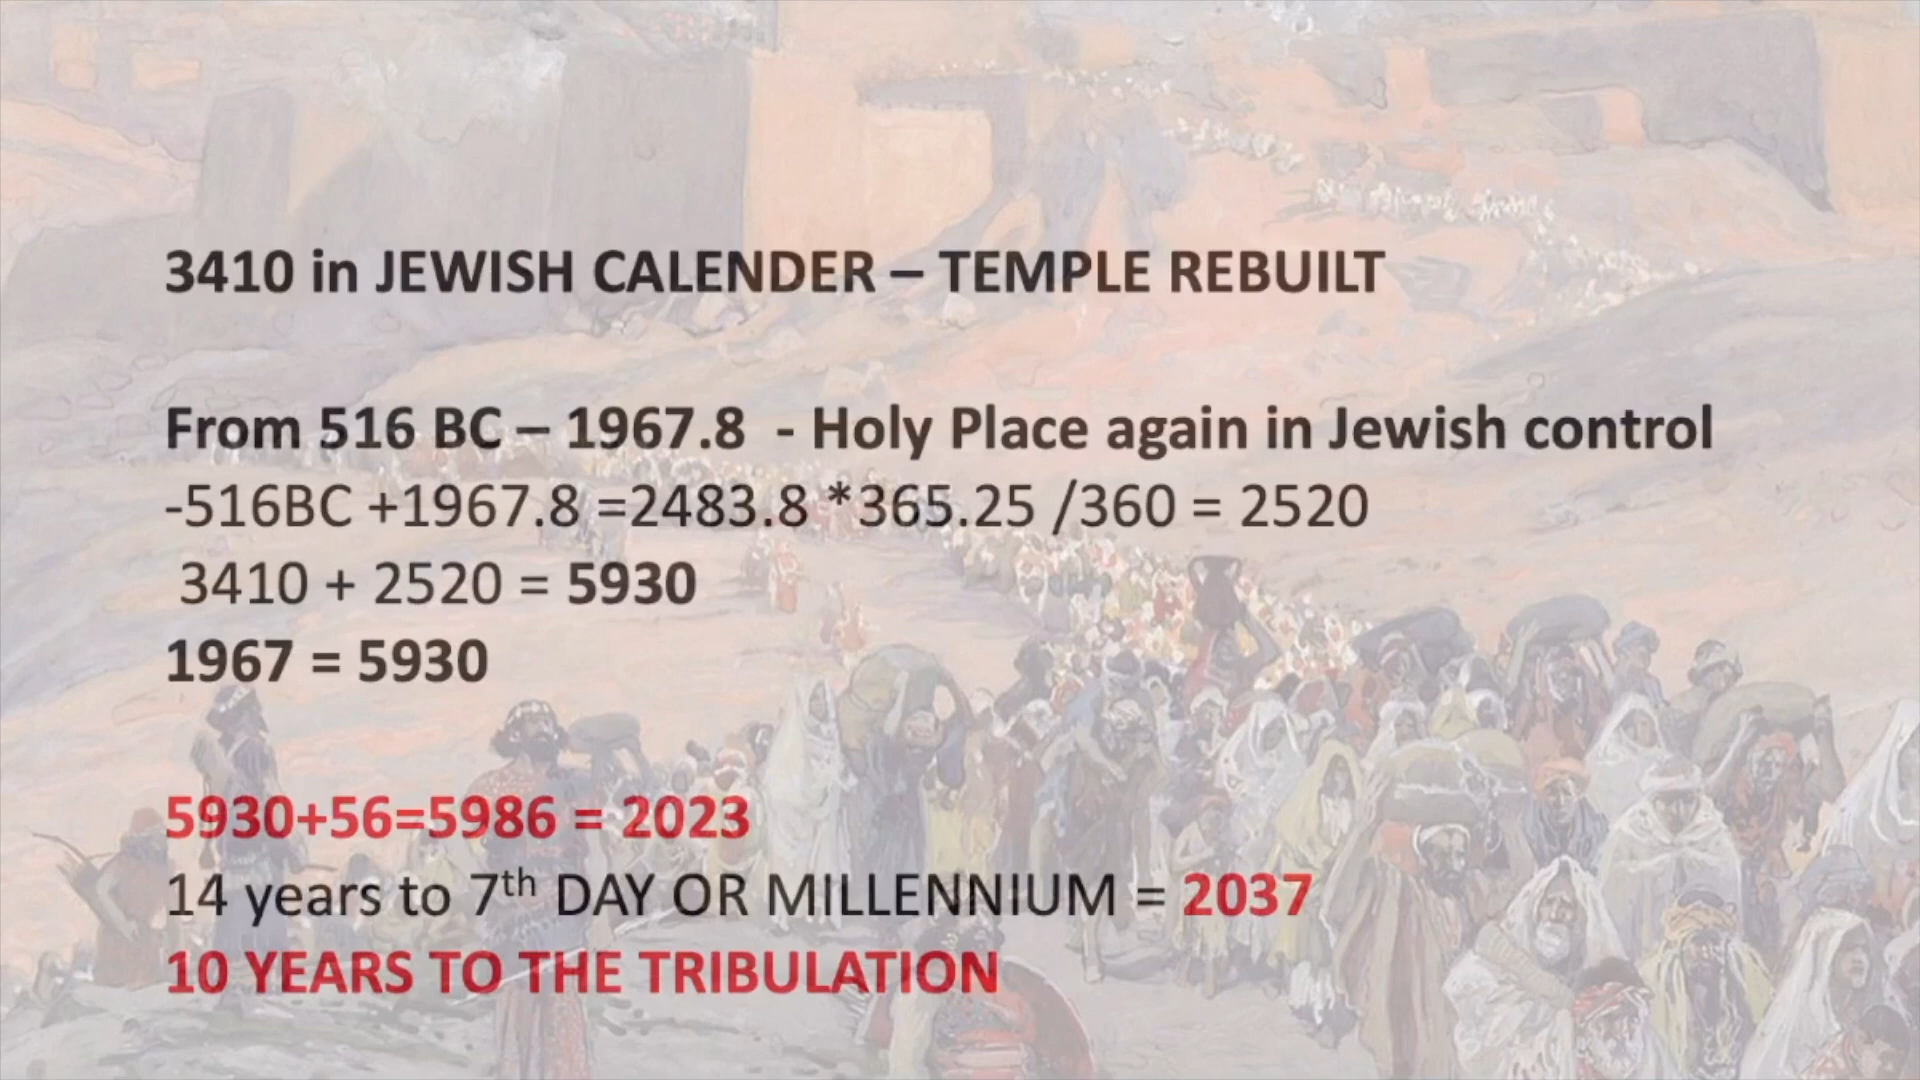 3410 in JEWISH CALENDER – TEMPLE REBUILT
From 516 BC – 1967.8 - Holy Place again in Jewish control
-516BC +1967.8 =2483.8 *365.25 /360 = 2520
3410 + 2520 = 5930
1967 = 5930
5930+56=5986 = 2023
14 years to 7th DAY OR MILLENNIUM = 2037
10 YEARS TO THE TRIBULATION